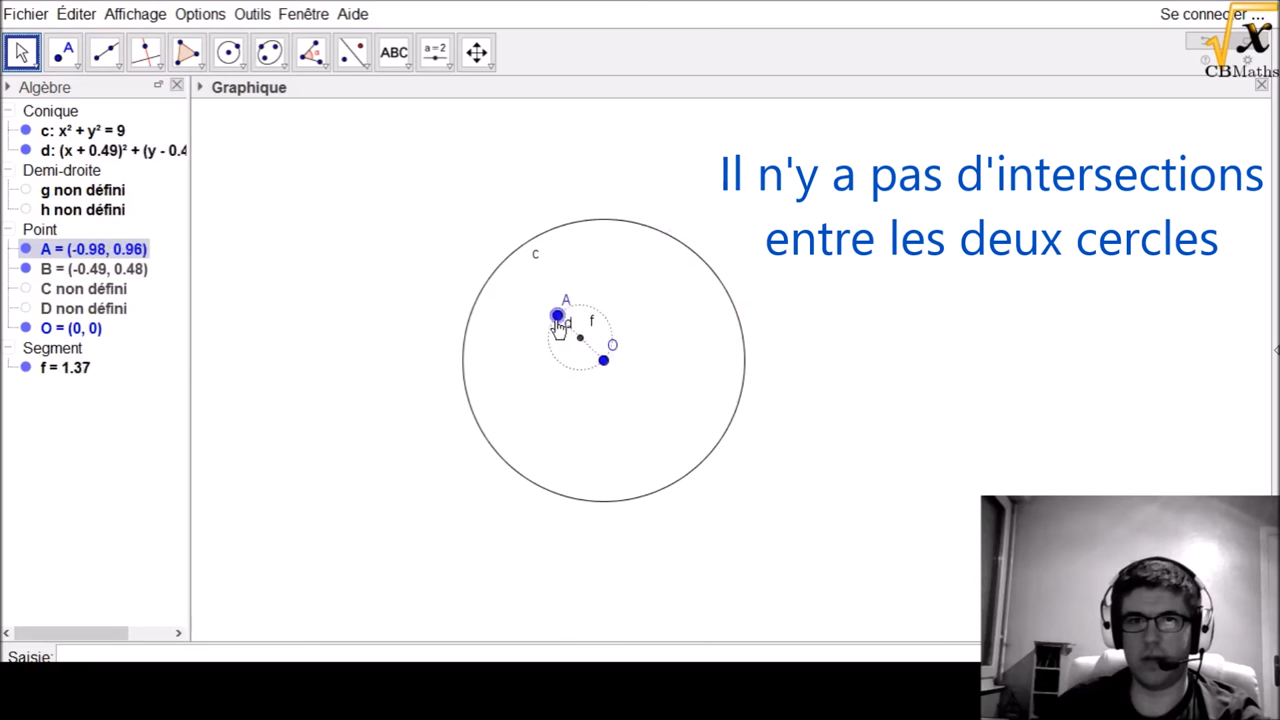 Fichier Éditer Affichage Options Outils Fenêtre Aide
Se connecter ...
A ABC a=2
x
CBMaths
Algèbre
Graphique
Conique
c: x² + y² = 9
d: (x + 0.49)² + (y - 0.4
Demi-droite
g non défini
h non défini
Point
A = (-0.98, 0.96)
B = (-0.49, 0.48)
C non défini
D non défini
O = (0, 0)
Segment
f = 1.37
Il n'y a pas d'intersections
entre les deux cercles
c
A
d f
O
Saisie: